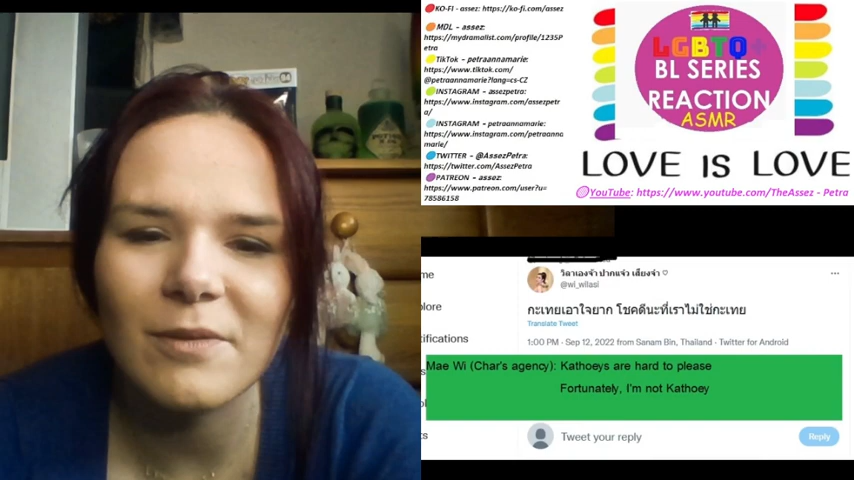 KO-FI - assez: https://ko-fi.com/assez
MDL - assez:
https://mydramalist.com/profile/1235P
etra
TikTok - petraannamarie:
https://www.tiktok.com/
@petraannamarie?lang=cs-CZ
INSTAGRAM - assezpetra:
https://www.instagram.com/assezpetr
a/
INSTAGRAM - petraannamarie:
https://www.instagram.com/petraanna
marie/
TWITTER - @AssezPetra:
https://twitter.com/AssezPetra
PATREON - assez:
https://www.patreon.com/user?u=
78586158
LGBTQ+
BL SERIES
REACTION
ASMR
LOVE IS LOVE
YouTube: https://www.youtube.com/TheAssez - Petra
me
lore
tifications
ts
วิดาเองจ้า ปากแจ๋ว เสียงจ๋า
@wi_wilasi
กะเทยเอาใจยาก โชคดีนะที่เราไม่ใช่กะเทย
Translate Tweet
1:00 PM · Sep 12, 2022 from Sanam Bin, Thailand · Twitter for Android
Mae Wi (Char's agency): Kathoeys are hard to please
Fortunately, I'm not Kathoey
Tweet your reply
Reply